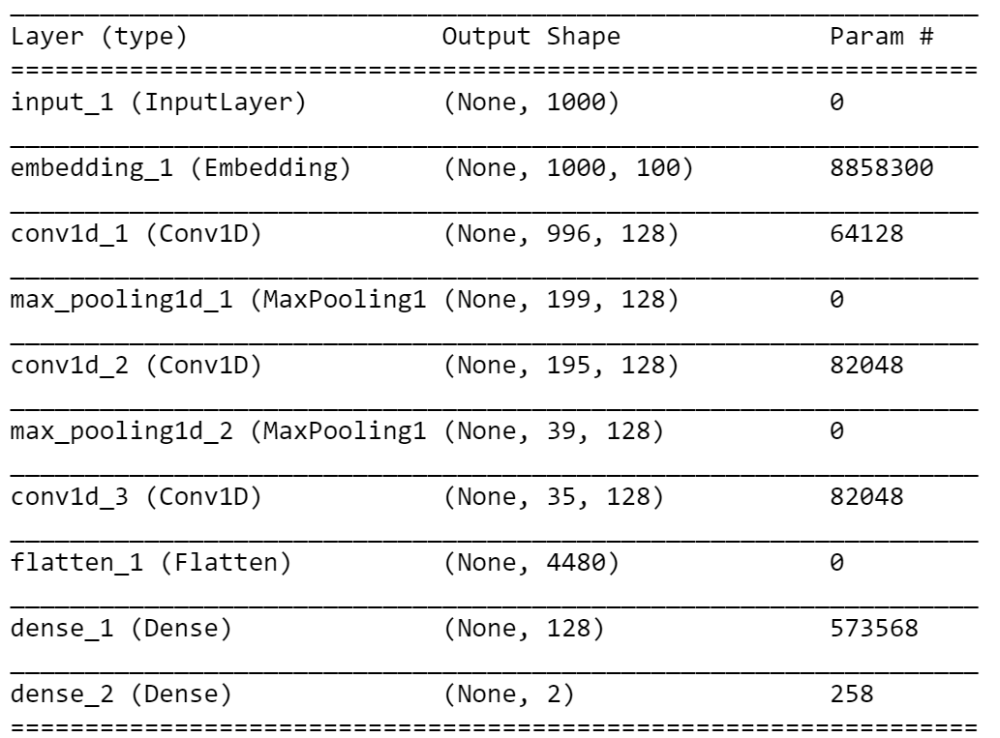 Layer (type) Output Shape Param #
=================================================================
input_1 (InputLayer) (None, 1000) 0
_________________________________________________________________
embedding_1 (Embedding) (None, 1000, 100) 8858300
_________________________________________________________________
conv1d_1 (Conv1D) (None, 996, 128) 64128
_________________________________________________________________
max_pooling1d_1 (MaxPooling1 (None, 199, 128) 0
_________________________________________________________________
conv1d_2 (Conv1D) (None, 195, 128) 82048
_________________________________________________________________
max_pooling1d_2 (MaxPooling1 (None, 39, 128) 0
_________________________________________________________________
conv1d_3 (Conv1D) (None, 35, 128) 82048
_________________________________________________________________
flatten_1 (Flatten) (None, 4480) 0
_________________________________________________________________
dense_1 (Dense) (None, 128) 573568
_________________________________________________________________
dense_2 (Dense) (None, 2) 258
=================================================================